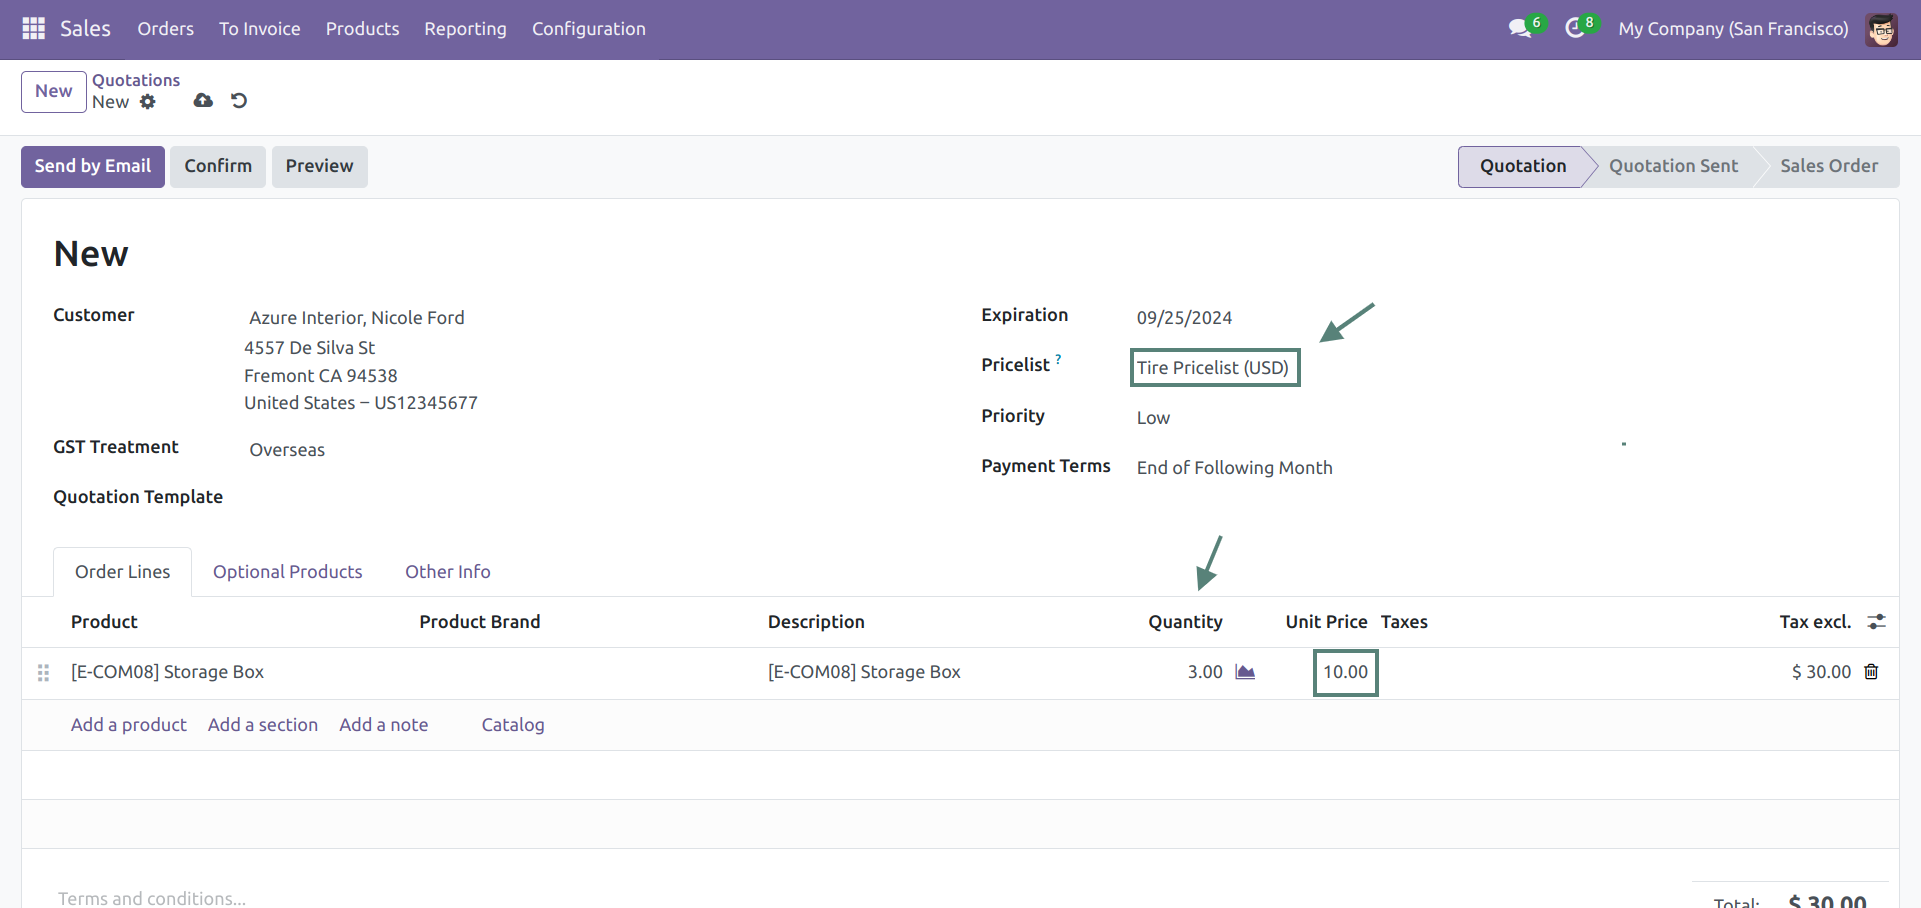 Sales Orders To Invoice Products Reporting Configuration 6 8 My Company (San Francisco)
New Quotations
New
Send by Email Confirm Preview Quotation Quotation Sent Sales Order
New
Customer Azure Interior, Nicole Ford Expiration 09/25/2024
4557 De Silva St
Fremont CA 94538 Pricelist ? Tire Pricelist (USD)
United States – US12345677 Priority Low
GST Treatment Overseas Payment Terms End of Following Month
Quotation Template
Order Lines Optional Products Other Info
Product Product Brand Description Quantity Unit Price Taxes Tax excl.
[E-COM08] Storage Box [E-COM08] Storage Box 3.00 10.00 $ 30.00
Add a product Add a section Add a note Catalog
Terms and conditions... Total: $ 30.00